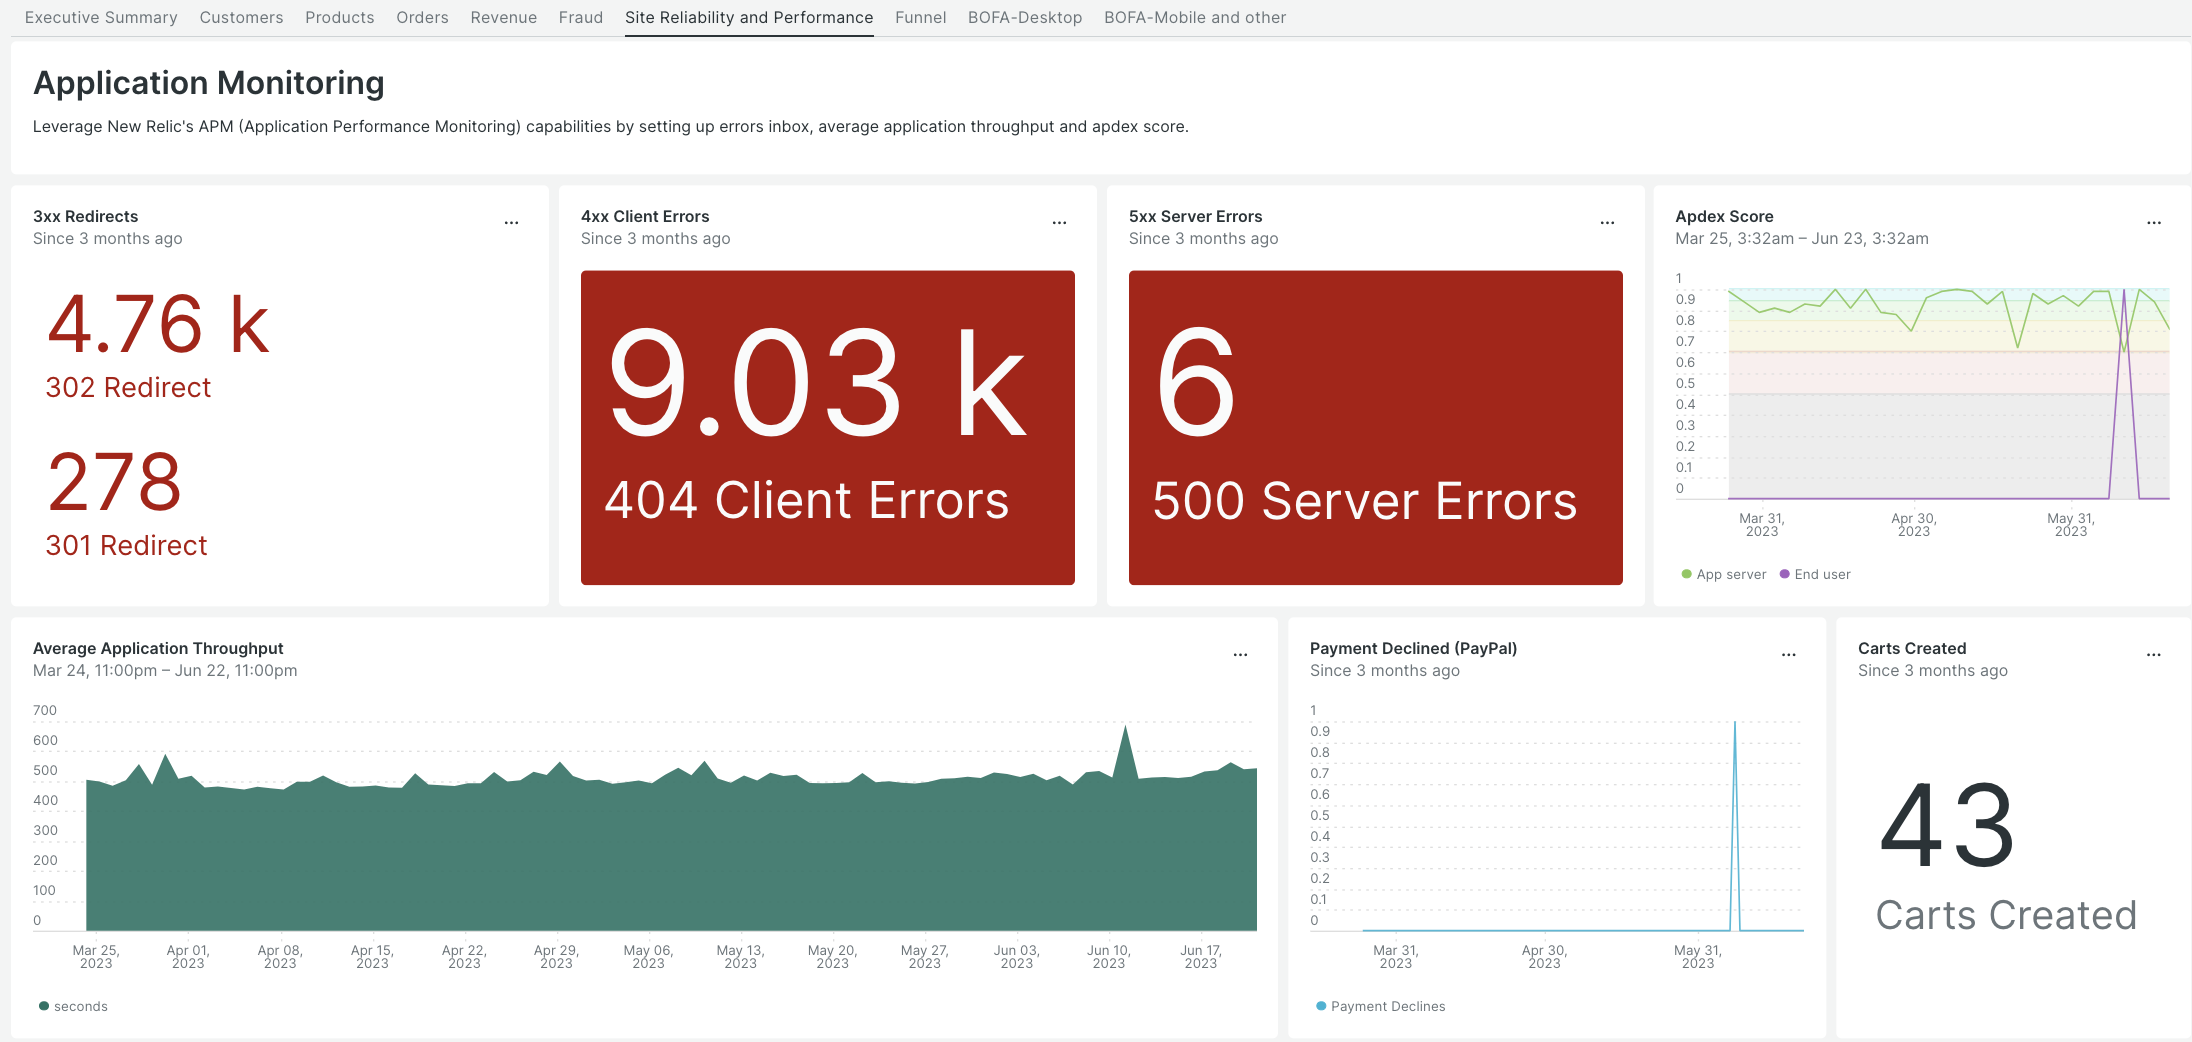 Executive Summary Customers Products Orders Revenue Fraud Site Reliability and Performance Funnel BOFA-Desktop BOFA-Mobile and other
Application Monitoring
Leverage New Relic's APM (Application Performance Monitoring) capabilities by setting up errors inbox, average application throughput and apdex score.
3xx Redirects
Since 3 months ago
...
4.76 k
302 Redirect
278
301 Redirect
4xx Client Errors
Since 3 months ago
...
9.03 k
404 Client Errors
5xx Server Errors
Since 3 months ago
...
6
500 Server Errors
Apdex Score
Mar 25, 3:32am – Jun 23, 3:32am
...
1
0.9
0.8
0.7
0.6
0.5
0.4
0.3
0.2
0.1
0
Mar 31, 2023
Apr 30, 2023
May 31, 2023
App server End user
Average Application Throughput
Mar 24, 11:00pm – Jun 22, 11:00pm
...
700
600
500
400
300
200
100
0
Mar 25, 2023
Apr 01, 2023
Apr 08, 2023
Apr 15, 2023
Apr 22, 2023
Apr 29, 2023
May 06, 2023
May 13, 2023
May 20, 2023
May 27, 2023
Jun 03, 2023
Jun 10, 2023
Jun 17, 2023
seconds
Payment Declined (PayPal)
Since 3 months ago
...
1
0.9
0.8
0.7
0.6
0.5
0.4
0.3
0.2
0.1
0
Mar 31, 2023
Apr 30, 2023
May 31, 2023
Payment Declines
Carts Created
Since 3 months ago
...
43
Carts Created